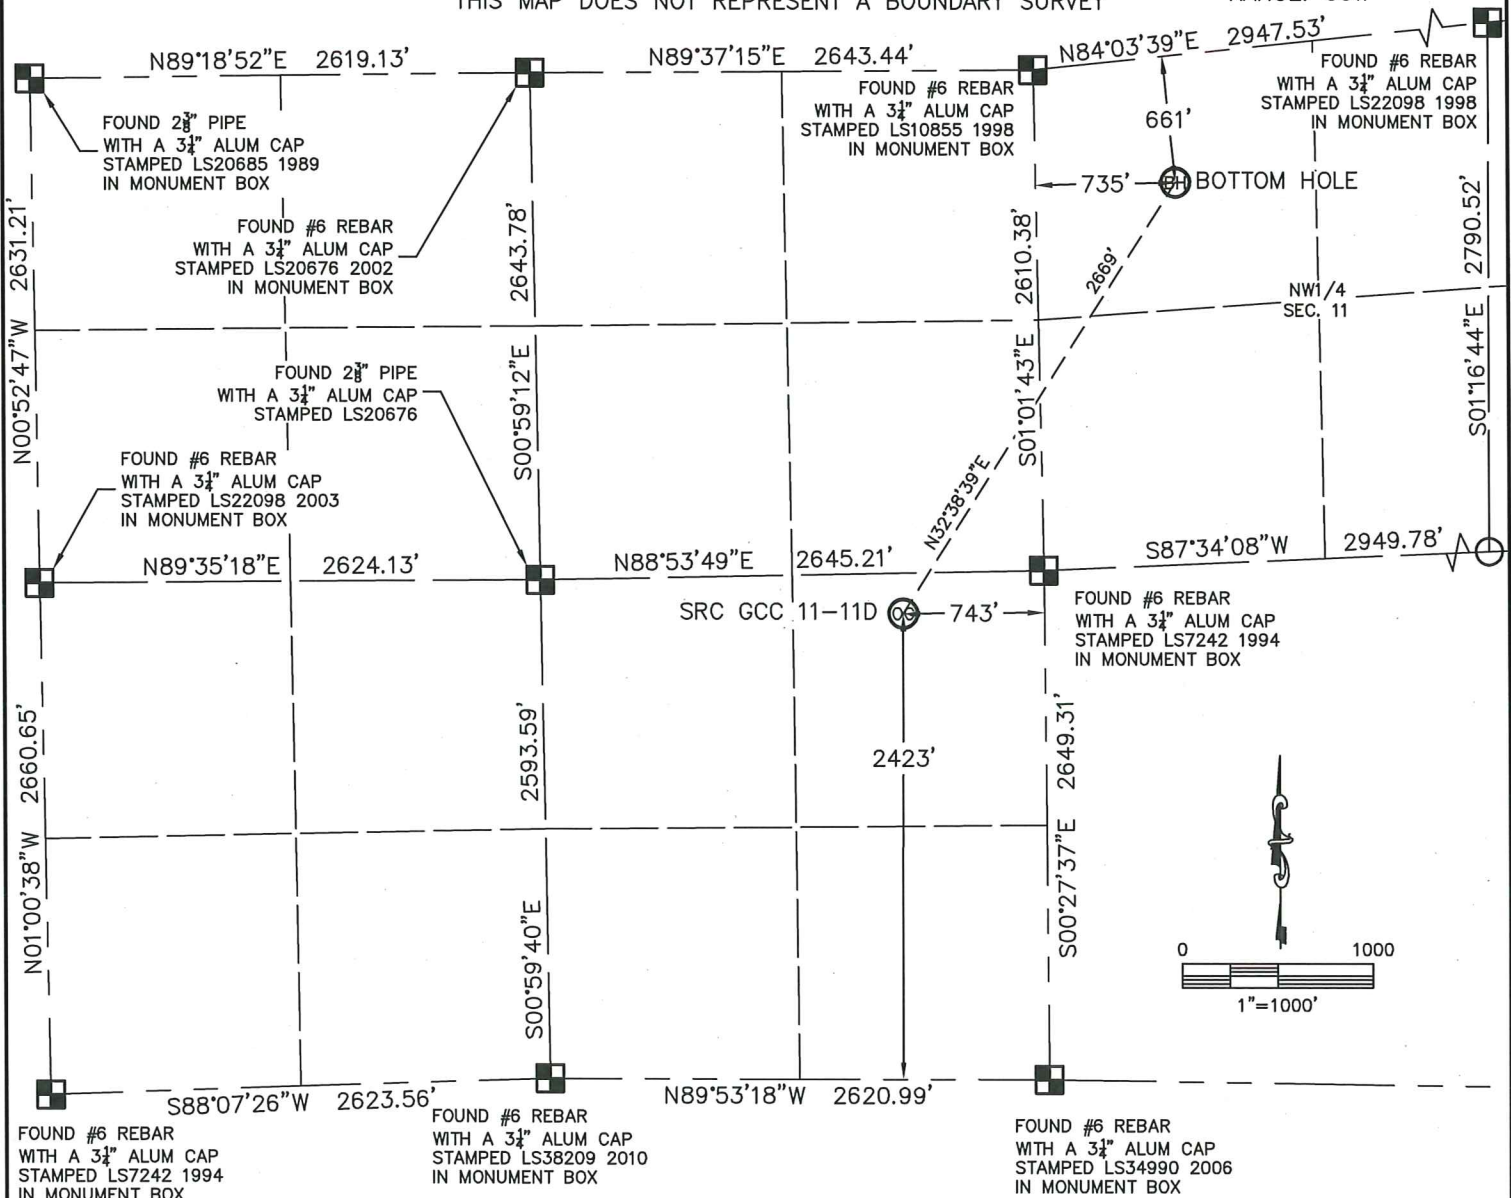 THIS MAP DOES NOT REPRESENT A BOUNDARY SURVEY
N89°18'52"E 2619.13'
N89°37'15"E 2643.44'
N84°03'39"E 2947.53'
FOUND 2⅜" PIPE
WITH A 3¼" ALUM CAP
STAMPED LS20685 1989
IN MONUMENT BOX
FOUND #6 REBAR
WITH A 3¼" ALUM CAP
STAMPED LS10855 1998
IN MONUMENT BOX
661'
FOUND #6 REBAR
WITH A 3¼" ALUM CAP
STAMPED LS22098 1998
IN MONUMENT BOX
735'
BH
BOTTOM HOLE
FOUND #6 REBAR
WITH A 3¼" ALUM CAP
STAMPED LS20676 2002
IN MONUMENT BOX
N00°52'47"W 2631.21'
S00°59'12"E 2643.78'
S01°01'43"E 2610.38'
2669'
S01°16'44"E 2790.52'
NW1/4
SEC. 11
FOUND 2⅜" PIPE
WITH A 3¼" ALUM CAP
STAMPED LS20676
FOUND #6 REBAR
WITH A 3¼" ALUM CAP
STAMPED LS22098 2003
IN MONUMENT BOX
N32°38'39"E
N89°35'18"E 2624.13'
N88°53'49"E 2645.21'
S87°34'08"W 2949.78'
SRC GCC 11-11D
OG
743'
FOUND #6 REBAR
WITH A 3¼" ALUM CAP
STAMPED LS7242 1994
IN MONUMENT BOX
2423'
N01°00'38"W 2660.65'
S00°59'40"E 2593.59'
S00°27'37"E 2649.31'
0 1000
1"=1000'
S88°07'26"W 2623.56'
N89°53'18"W 2620.99'
FOUND #6 REBAR
WITH A 3¼" ALUM CAP
STAMPED LS7242 1994
IN MONUMENT BOX
FOUND #6 REBAR
WITH A 3¼" ALUM CAP
STAMPED LS38209 2010
IN MONUMENT BOX
FOUND #6 REBAR
WITH A 3¼" ALUM CAP
STAMPED LS34990 2006
IN MONUMENT BOX